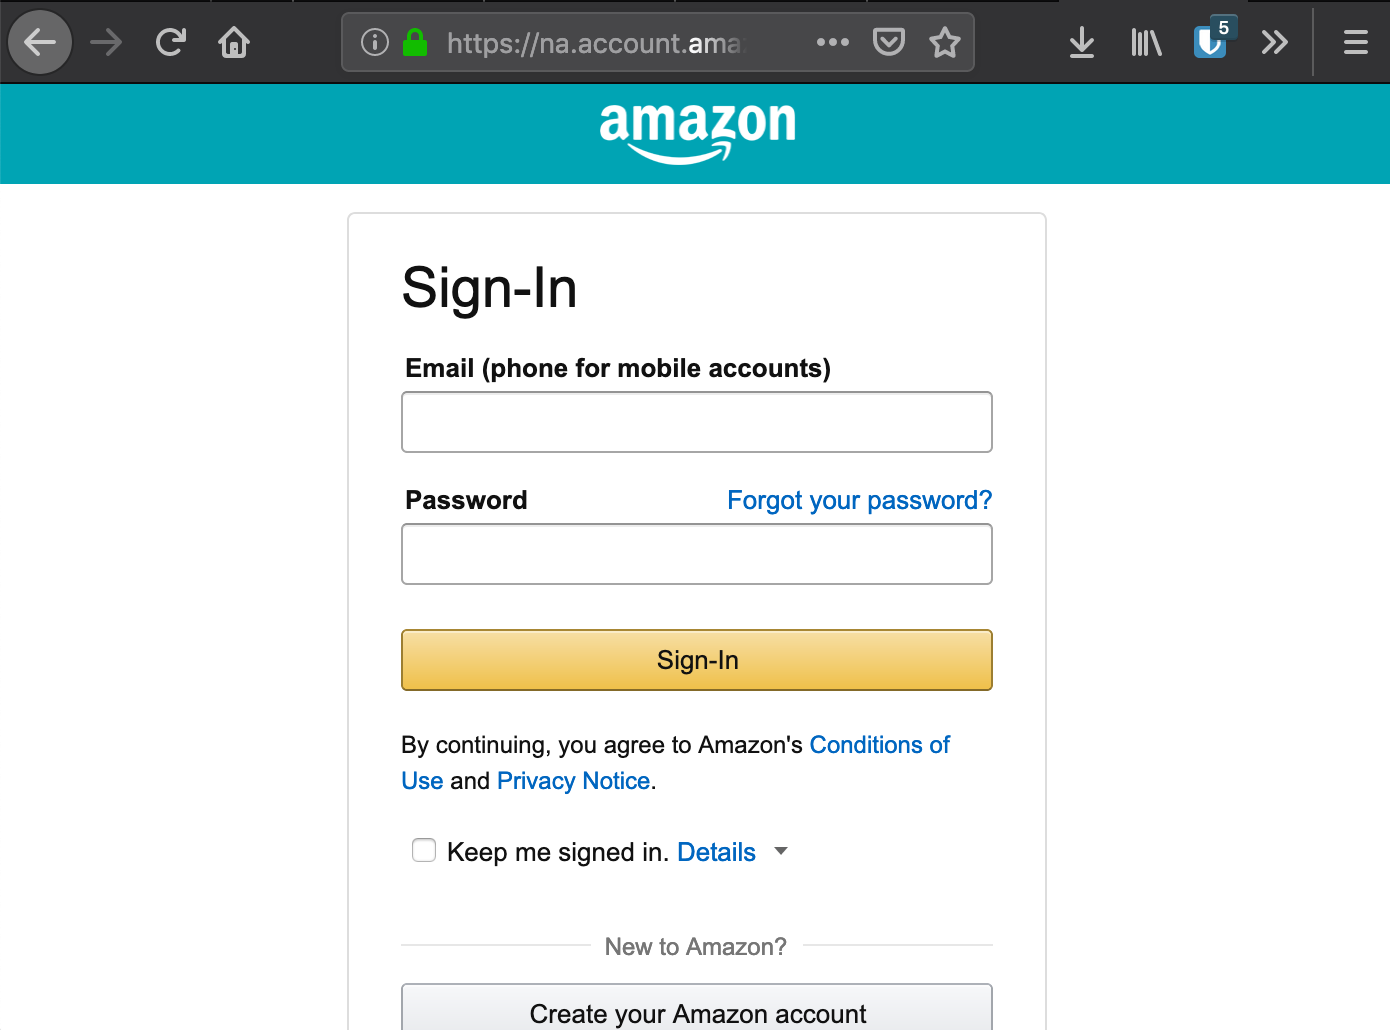 https://na.account.ama
5
amazon
Sign-In
Email (phone for mobile accounts)
Password Forgot your password?
Sign-In
By continuing, you agree to Amazon's Conditions of
Use and Privacy Notice.
Keep me signed in. Details
New to Amazon?
Create your Amazon account